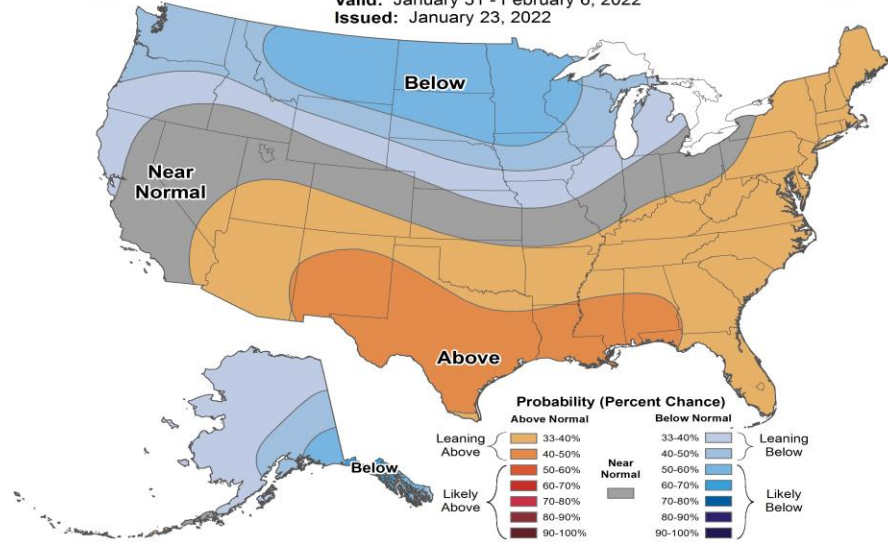 Valid: January 31 - February 6, 2022
Issued: January 23, 2022
Below
Near
Normal
Above
Below
Probability (Percent Chance)
Above Normal
Below Normal
Leaning
Above
33-40%
40-50%
Likely
Above
50-60%
60-70%
70-80%
80-90%
90-100%
Near
Normal
33-40%
40-50%
Leaning
Below
50-60%
60-70%
70-80%
80-90%
90-100%
Likely
Below